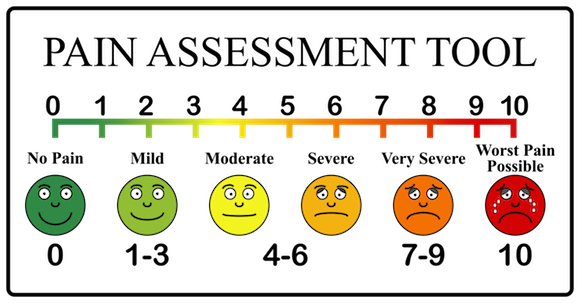 PAIN ASSESSMENT TOOL
0 1 2 3 4 5 6 7 8 9 10
No Pain Mild Moderate Severe Very Severe Worst Pain
Possible
0 1-3 4-6 7-9 10